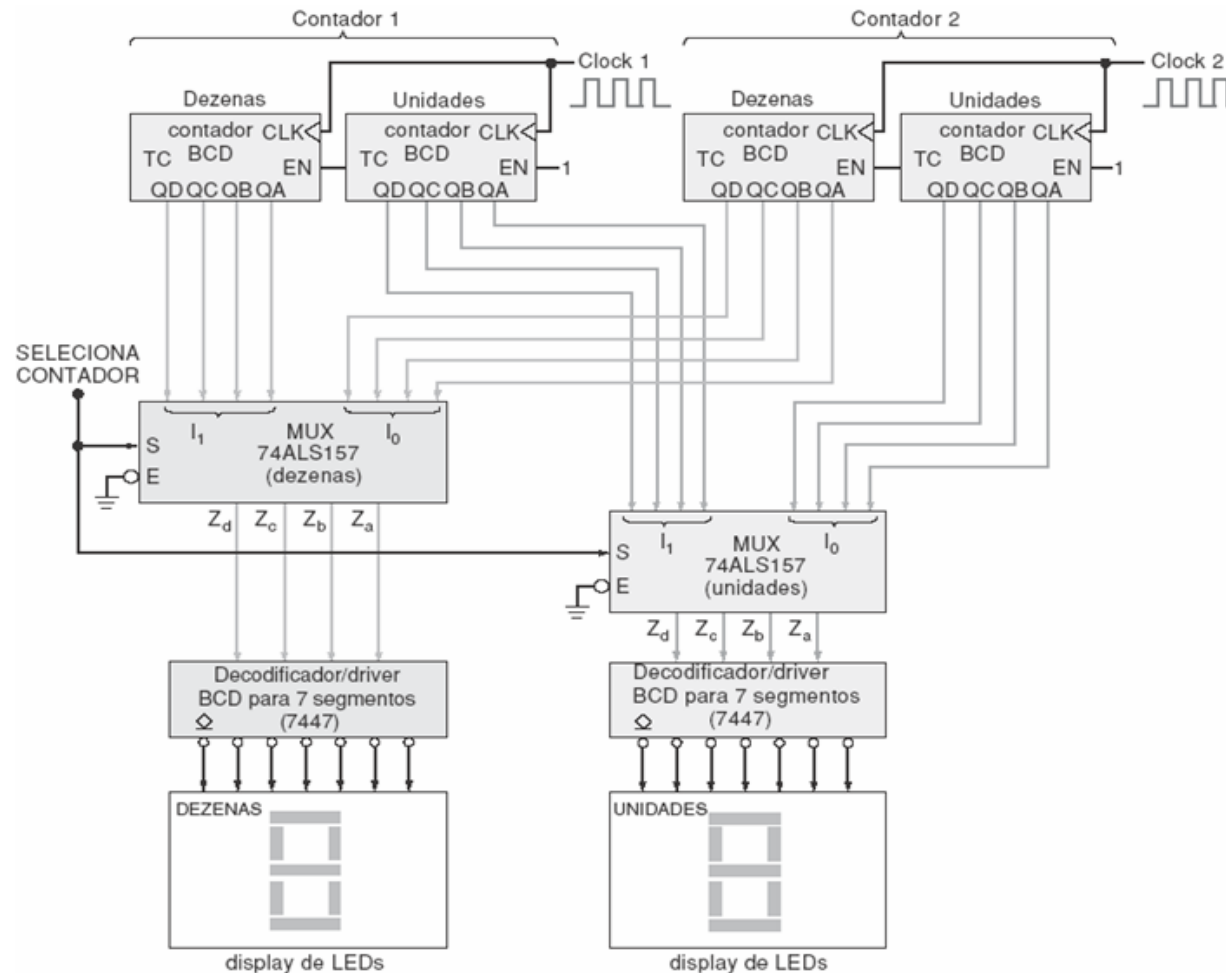 Contador 1
Contador 2
Clock 1
Clock 2
Dezenas
Unidades
Dezenas
Unidades
contador CLK
TC BCD EN
QD QC QB QA
contador CLK
TC BCD EN
QD QC QB QA
1
contador CLK
TC BCD EN
QD QC QB QA
contador CLK
TC BCD EN
QD QC QB QA
1
SELECIONA
CONTADOR
I1 MUX I0
S 74ALS157
E (dezenas)
Zd Zc Zb Za
I1 MUX I0
S 74ALS157
E (unidades)
Zd Zc Zb Za
Decodificador/driver
BCD para 7 segmentos
(7447)
Decodificador/driver
BCD para 7 segmentos
(7447)
DEZENAS
UNIDADES
display de LEDs
display de LEDs